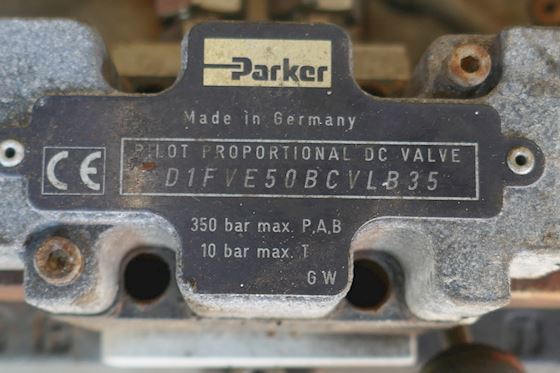 Parker
Made in Germany
CE
PILOT PROPORTIONAL DC VALVE
D1FVE50BCVLB35
350 bar max. P,A,B
10 bar max. T
GW